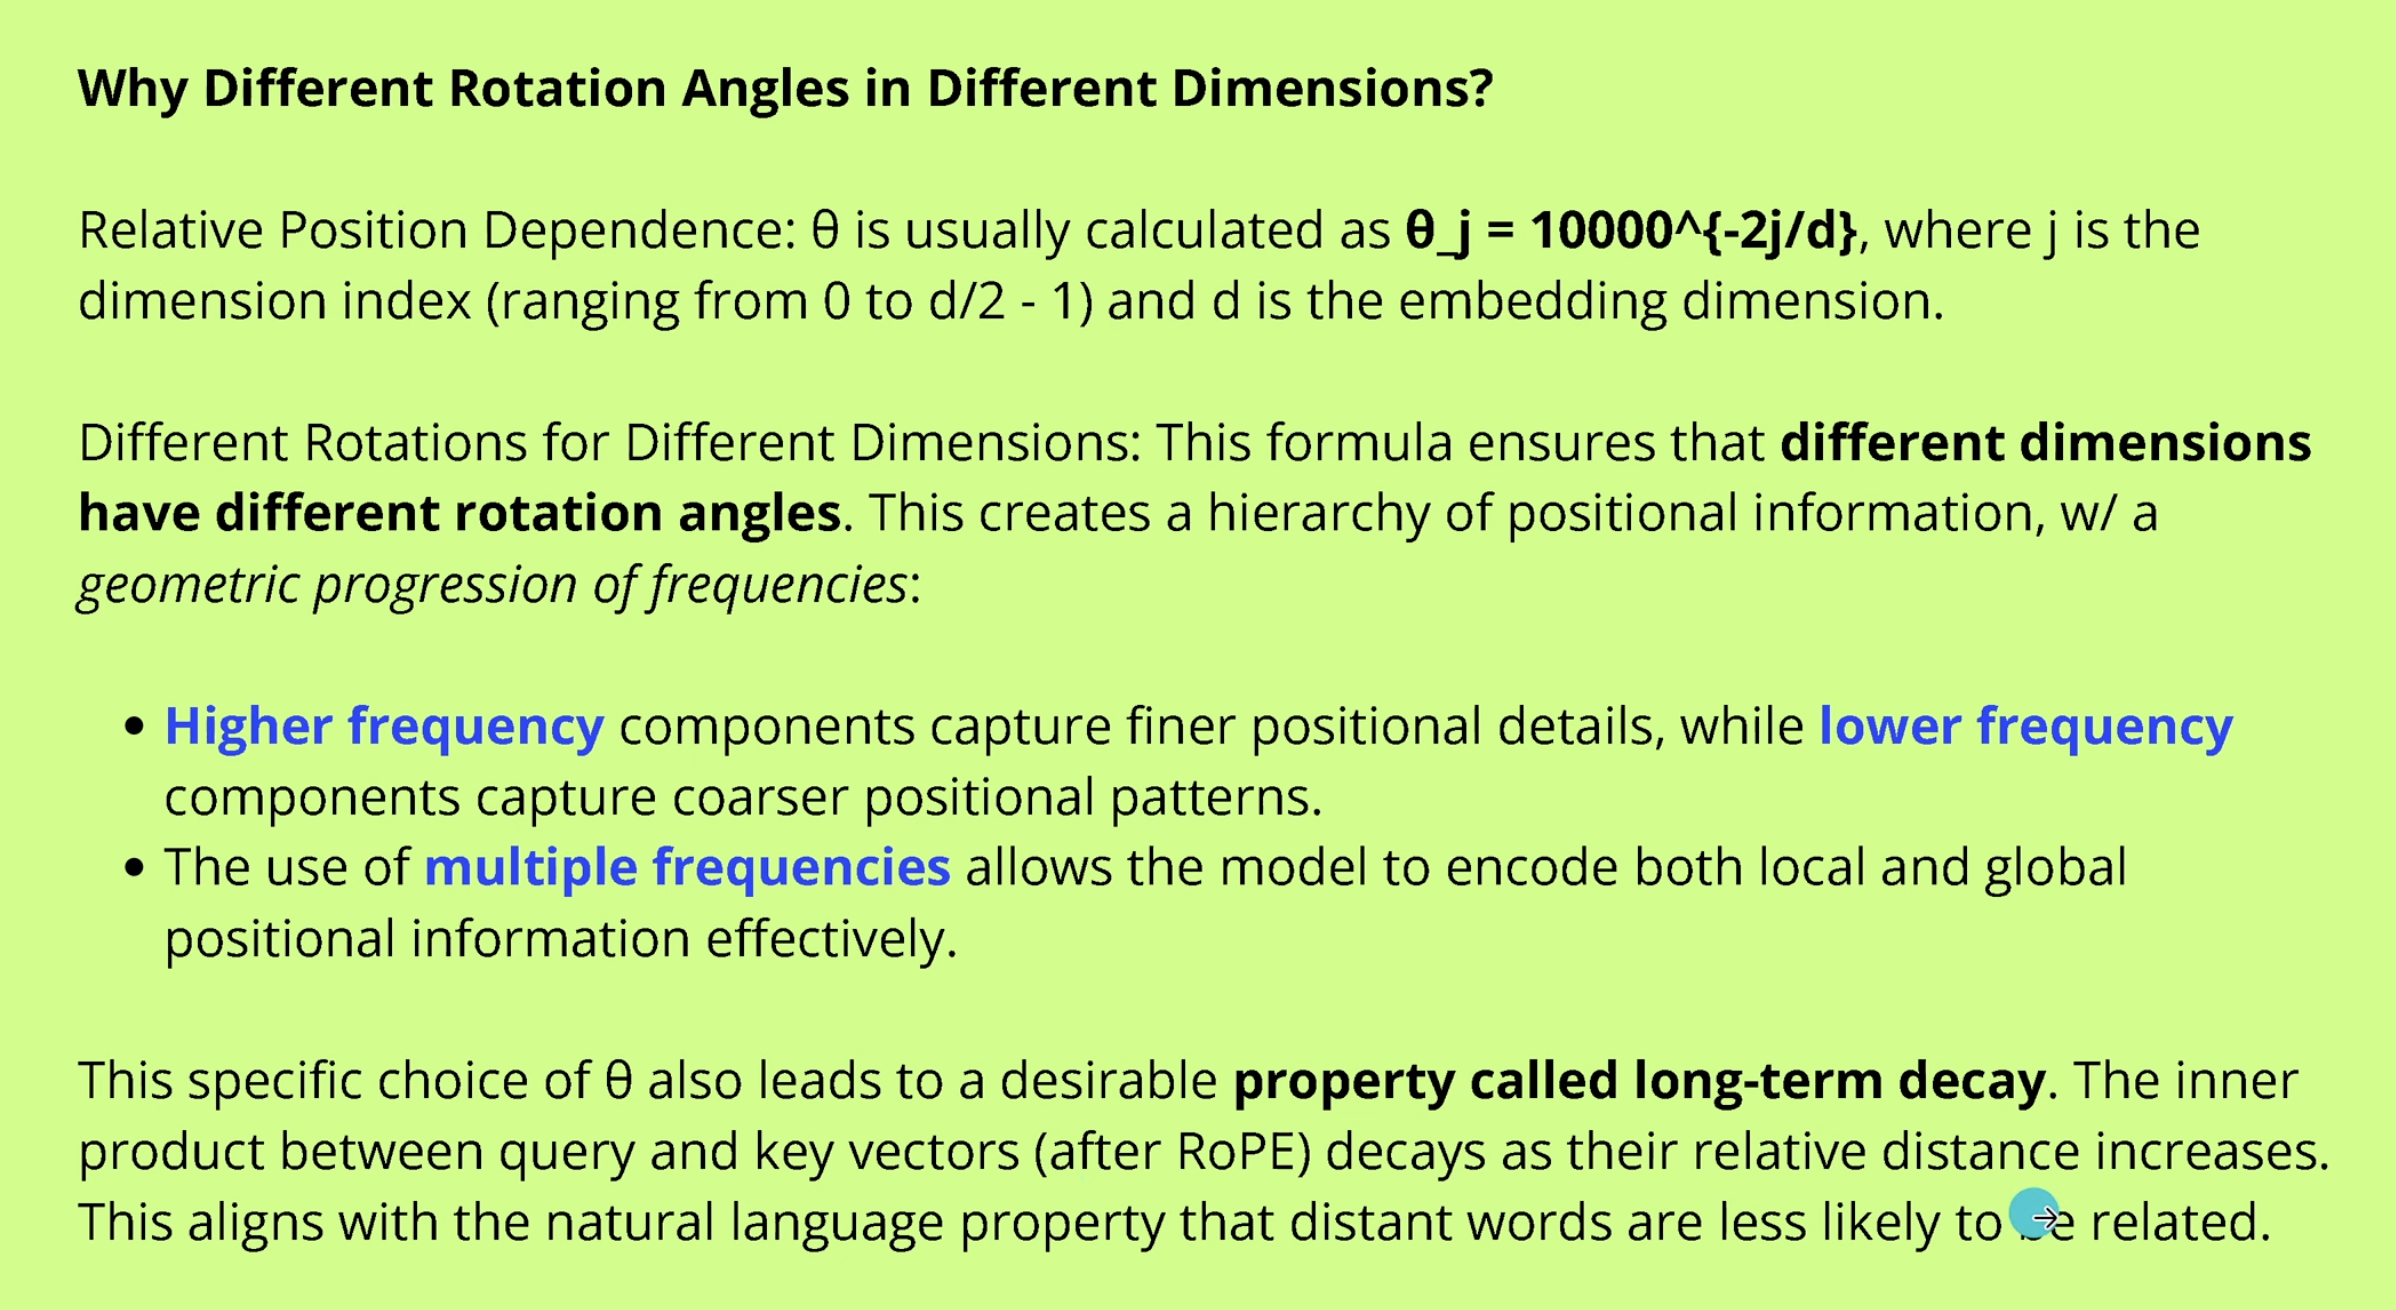 Why Different Rotation Angles in Different Dimensions?
Relative Position Dependence: θ is usually calculated as θ_j = 10000^{-2j/d}, where j is the
dimension index (ranging from 0 to d/2 - 1) and d is the embedding dimension.
Different Rotations for Different Dimensions: This formula ensures that different dimensions
have different rotation angles. This creates a hierarchy of positional information, w/ a
geometric progression of frequencies:
• Higher frequency components capture finer positional details, while lower frequency
components capture coarser positional patterns.
• The use of multiple frequencies allows the model to encode both local and global
positional information effectively.
This specific choice of θ also leads to a desirable property called long-term decay. The inner
product between query and key vectors (after RoPE) decays as their relative distance increases.
This aligns with the natural language property that distant words are less likely to be related.